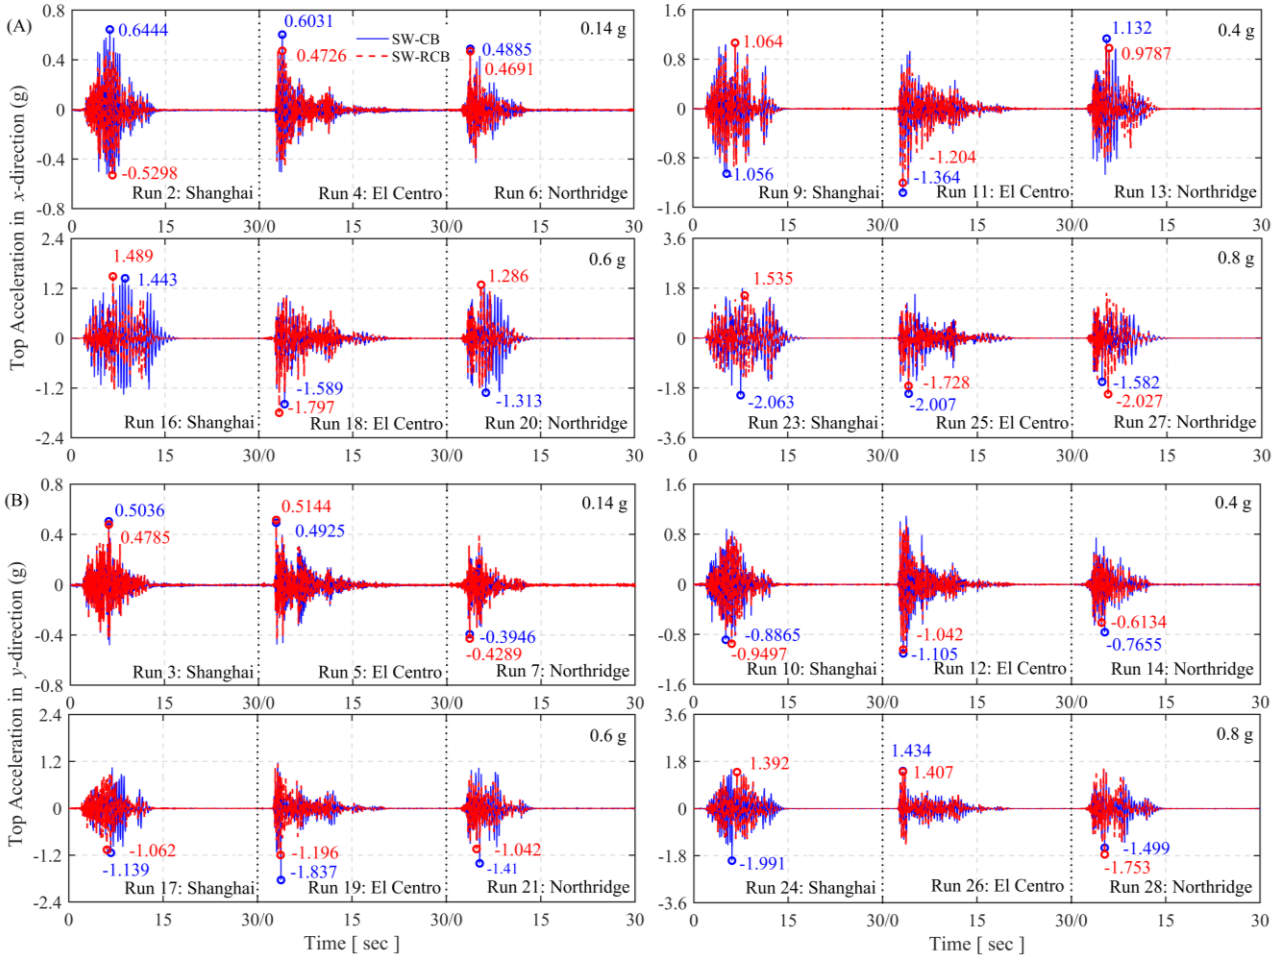 (A)
Top Acceleration in x-direction (g)
0.8
0.4
0
-0.4
-0.8
0.6444
-0.5298
Run 2: Shanghai
0.6031
0.4726
SW-CB
SW-RCB
Run 4: El Centro
0.14 g
0.4885
0.4691
Run 6: Northridge
0 15 30/0 15 30/0 15 30
1.6
0.8
0
-0.8
-1.6
1.064
-1.056
Run 9: Shanghai
-1.204
-1.364
Run 11: El Centro
0.4 g
1.132
0.9787
Run 13: Northridge
0 15 30/0 15 30/0 15 30
2.4
1.2
0
-1.2
-2.4
1.489
1.443
Run 16: Shanghai
-1.589
-1.797
Run 18: El Centro
0.6 g
1.286
-1.313
Run 20: Northridge
0 15 30/0 15 30/0 15 30
3.6
1.8
0
-1.8
-3.6
1.535
-2.063
Run 23: Shanghai
-1.728
-2.007
Run 25: El Centro
0.8 g
-1.582
-2.027
Run 27: Northridge
0 15 30/0 15 30/0 15 30
(B)
Top Acceleration in y-direction (g)
0.8
0.4
0
-0.4
-0.8
0.5036
0.4785
Run 3: Shanghai
0.5144
0.4925
Run 5: El Centro
0.14 g
-0.3946
-0.4289
Run 7: Northridge
0 15 30/0 15 30/0 15 30
1.6
0.8
0
-0.8
-1.6
-0.8865
-0.9497
Run 10: Shanghai
-1.042
-1.105
Run 12: El Centro
0.4 g
-0.6134
-0.7655
Run 14: Northridge
0 15 30/0 15 30/0 15 30
2.4
1.2
0
-1.2
-2.4
-1.062
-1.139
Run 17: Shanghai
-1.196
-1.837
Run 19: El Centro
0.6 g
-1.042
-1.41
Run 21: Northridge
0 15 30/0 15 30/0 15 30
Time [ sec ]
3.6
1.8
0
-1.8
-3.6
1.392
-1.991
Run 24: Shanghai
1.434
1.407
Run 26: El Centro
0.8 g
-1.499
-1.753
Run 28: Northridge
0 15 30/0 15 30/0 15 30
Time [ sec ]